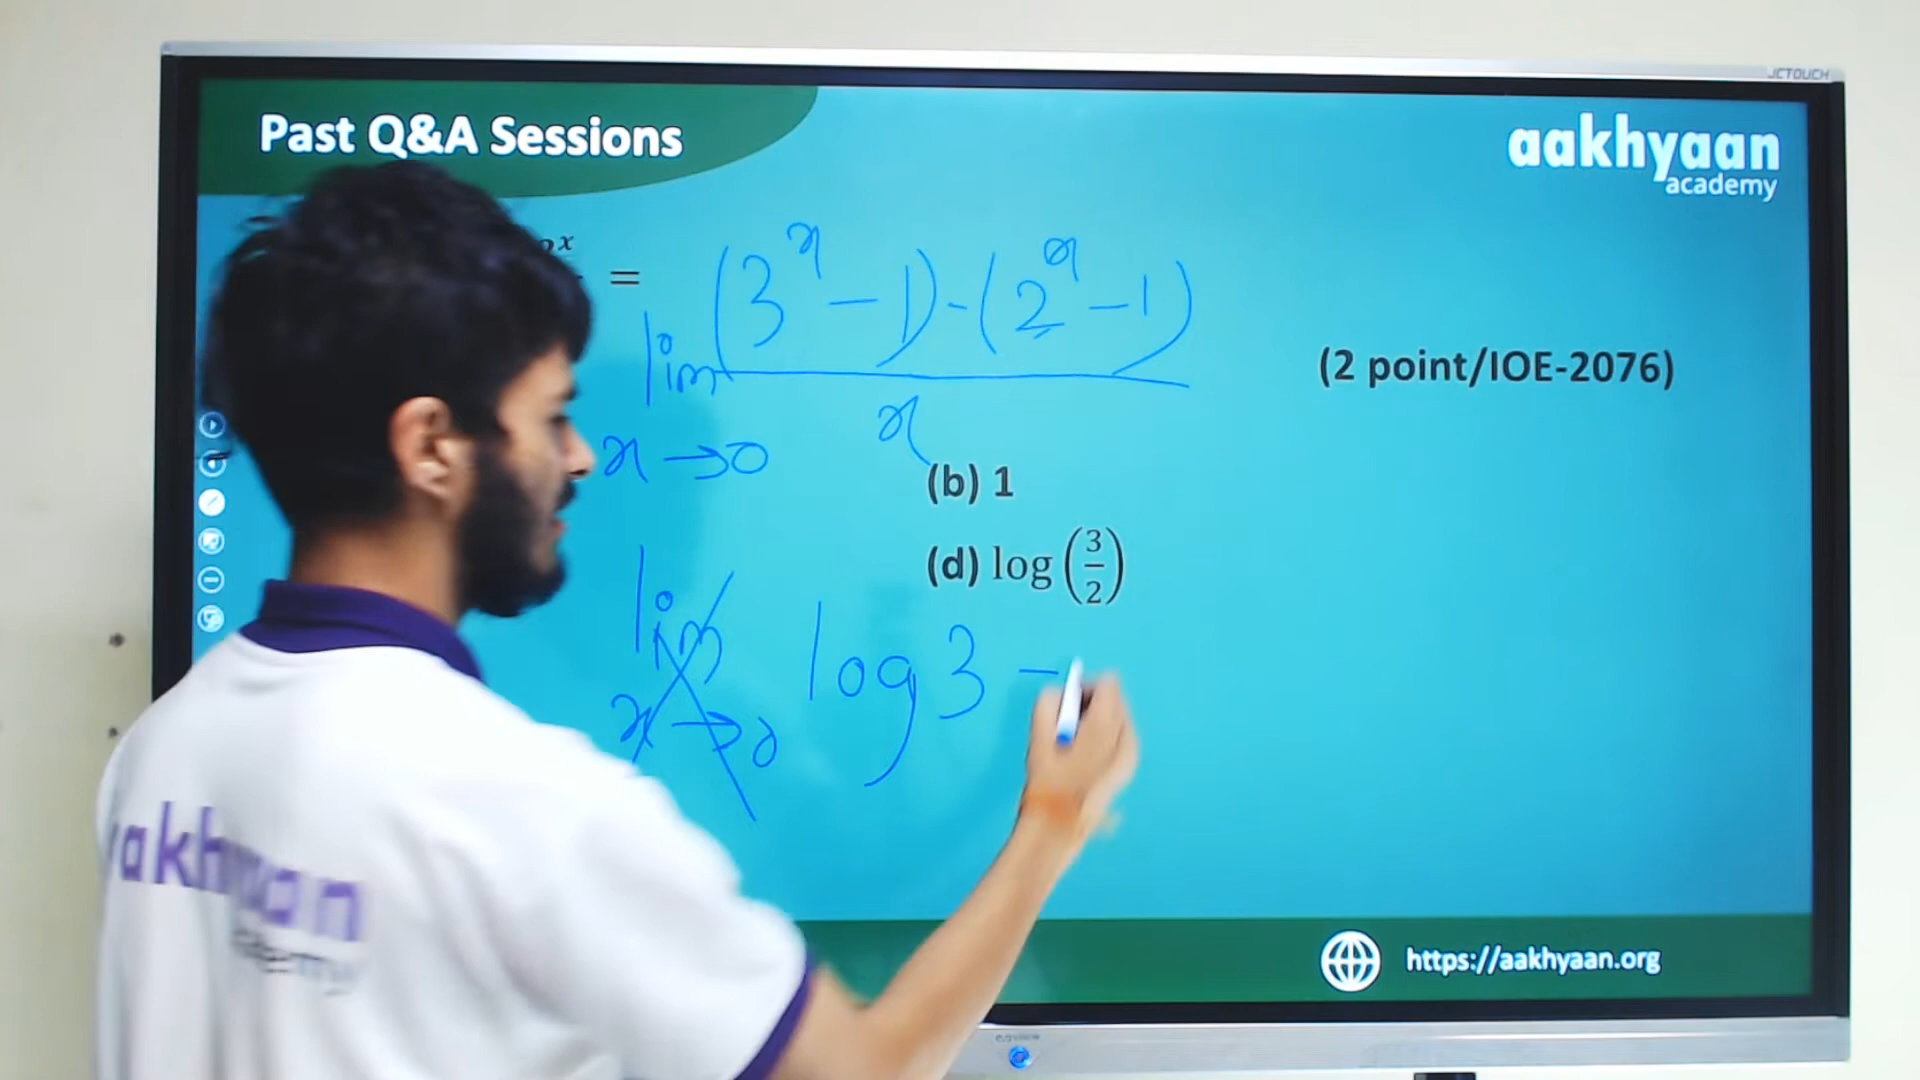 JCTOUCH
Past Q&A Sessions
aakhyaan
academy
x
=
lim (3^x - 1) - (2^x - 1)
x
x → 0
(2 point/IOE-2076)
(b) 1
(d) log (3/2)
lim
x → 0
log 3 -
akhyaan
https://aakhyaan.org